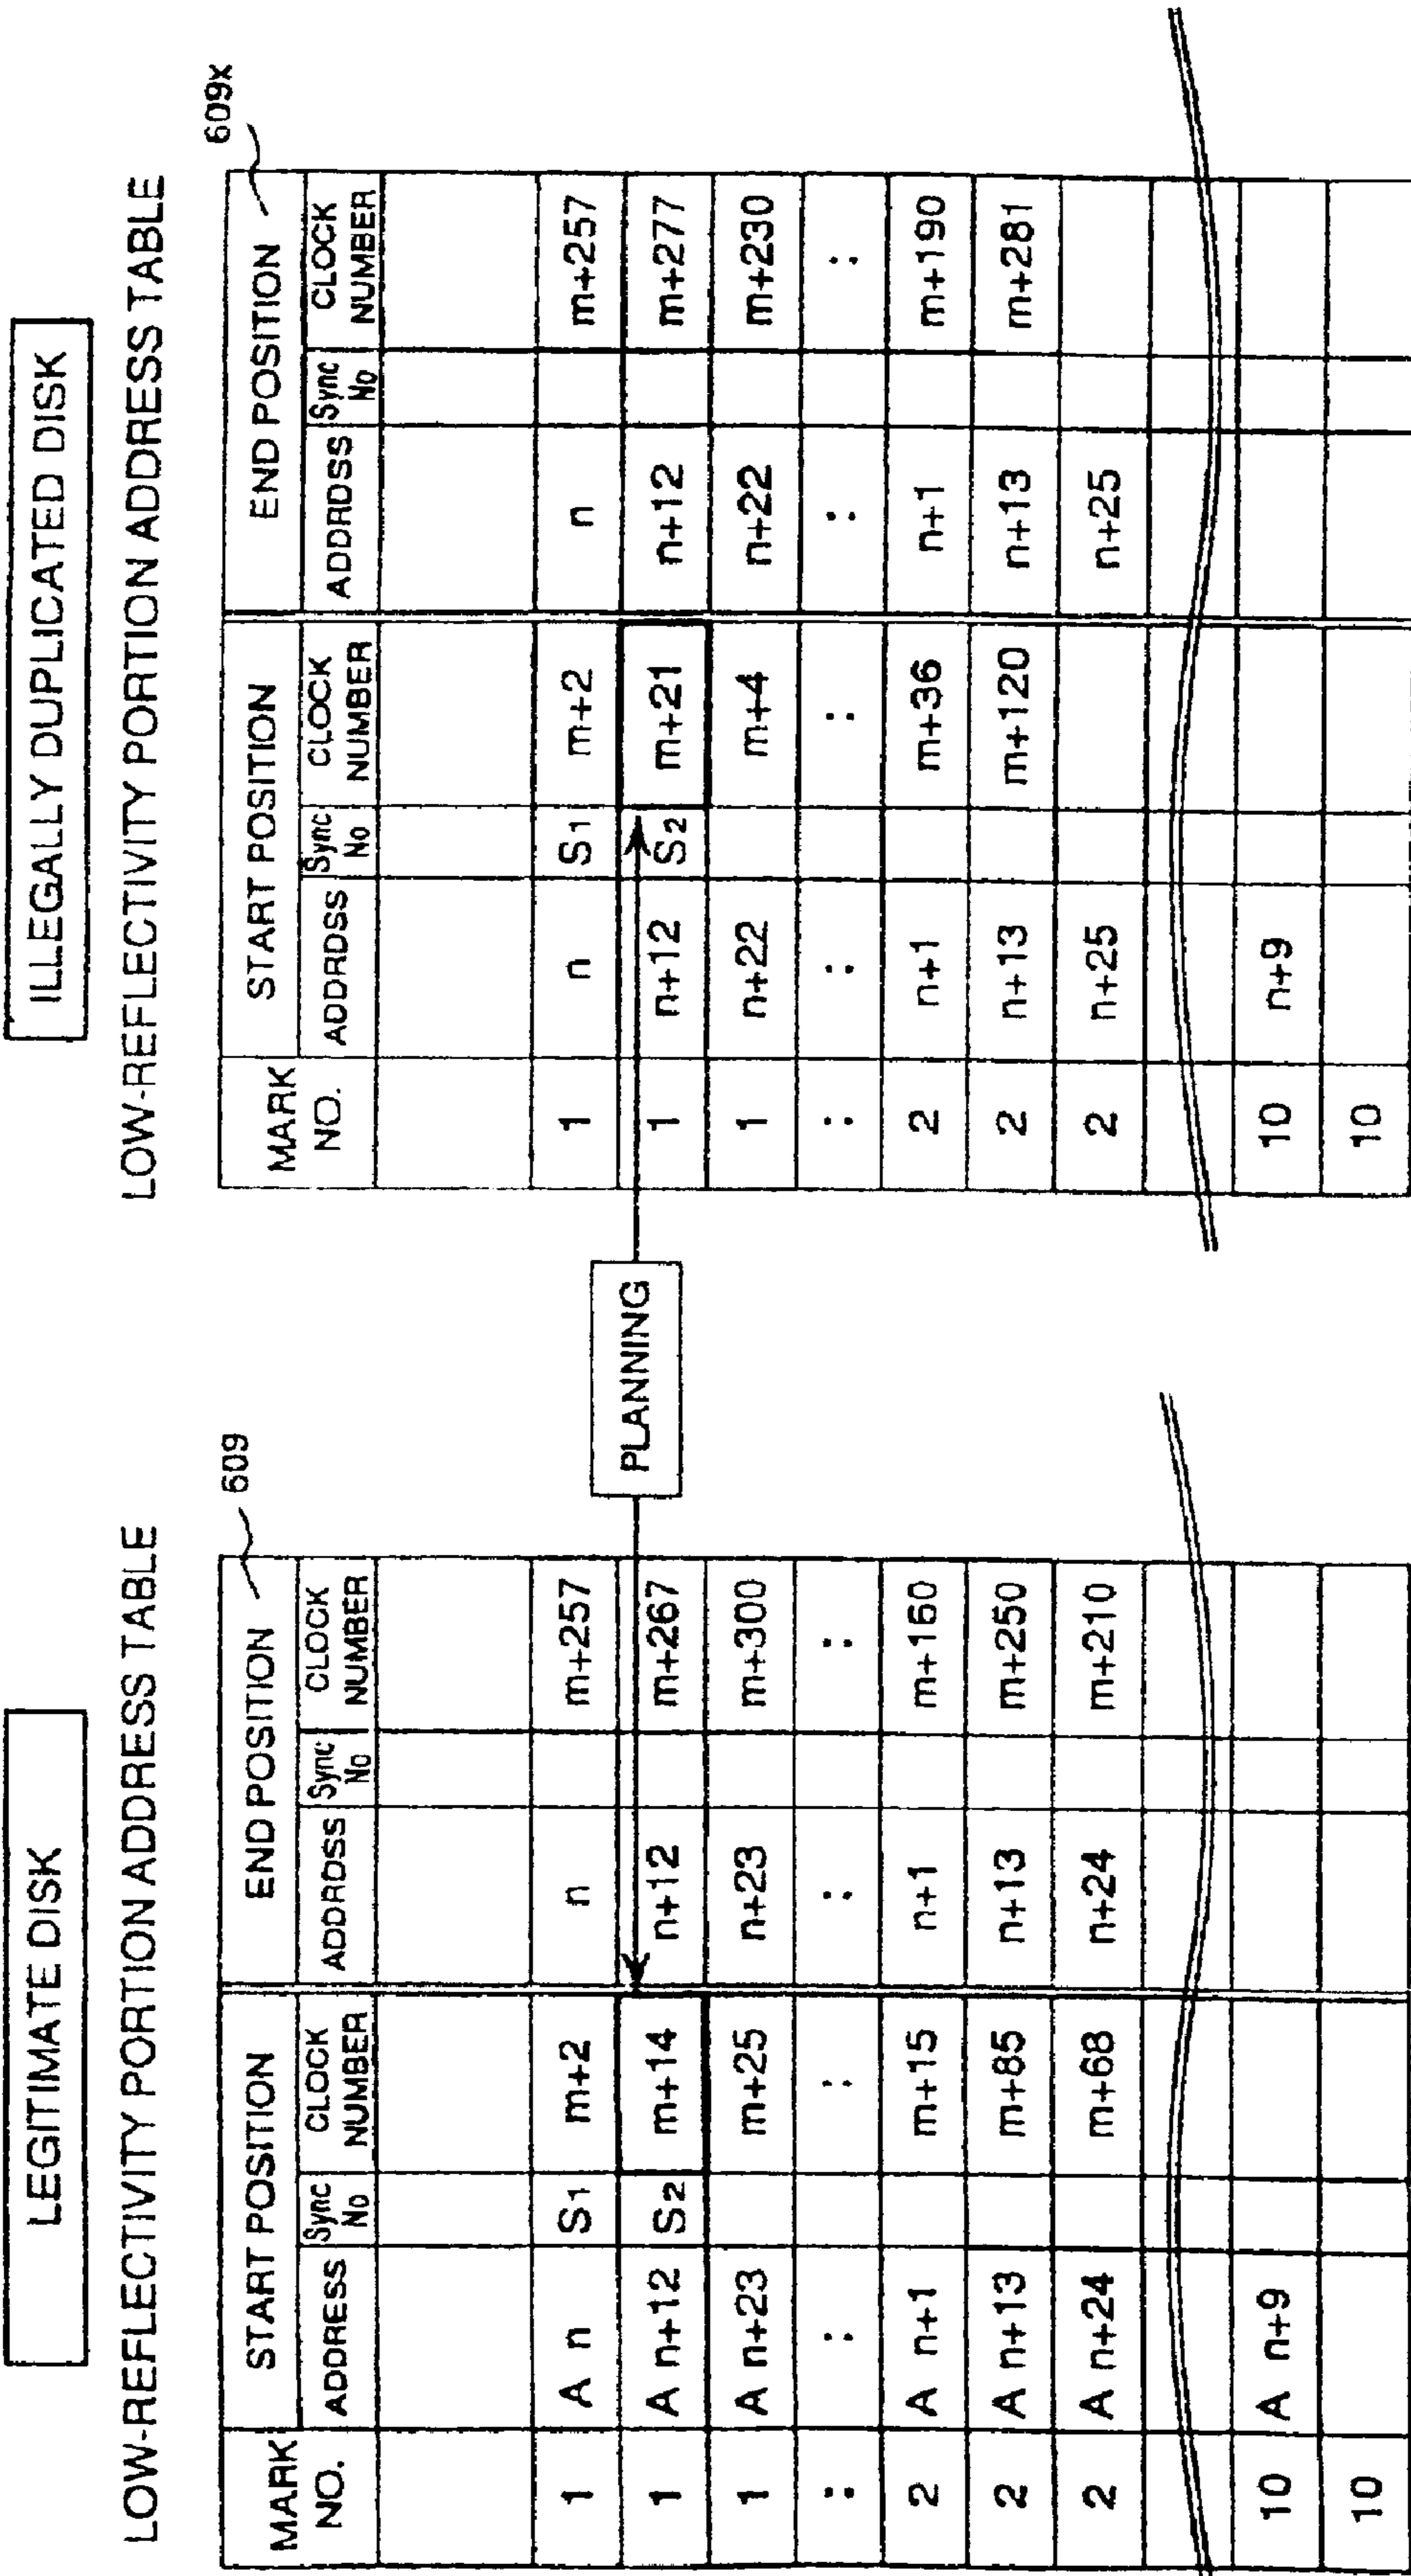 LEGITIMATE DISK
LOW-REFLECTIVITY PORTION ADDRESS TABLE
609
MARK NO. START POSITION END POSITION
ADDRESS Sync No CLOCK NUMBER ADDRDSS Sync No CLOCK NUMBER
1 A n S1 m+2 n m+257
1 A n+12 S2 m+14 n+12 m+267
1 A n+23 m+25 n+23 m+300
: : : : :
2 A n+1 m+15 n+1 m+160
2 A n+13 m+85 n+13 m+250
2 A n+24 m+68 n+24 m+210
10 A n+9
10
PLANNING
ILLEGALLY DUPLICATED DISK
LOW-REFLECTIVITY PORTION ADDRESS TABLE
609x
MARK NO. START POSITION END POSITION
ADDRDSS Sync No CLOCK NUMBER ADDRDSS Sync No CLOCK NUMBER
1 n S1 m+2 n m+257
1 n+12 S2 m+21 n+12 m+277
1 n+22 m+4 n+22 m+230
: : : : :
2 n+1 m+36 n+1 m+190
2 n+13 m+120 n+13 m+281
2 n+25 n+25
10 n+9
10